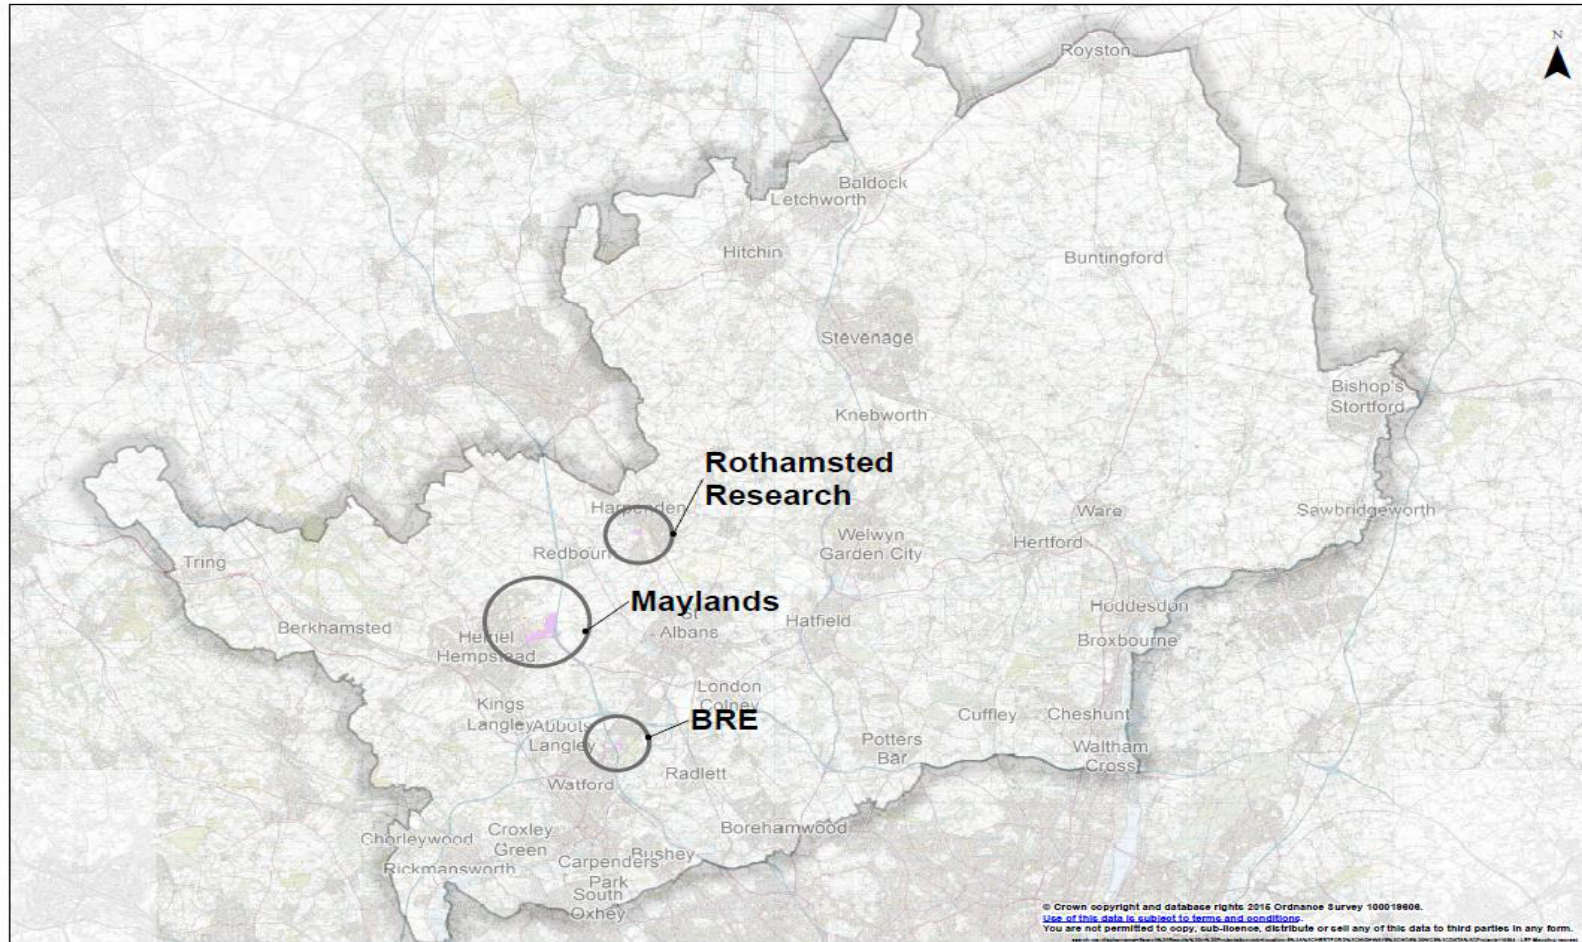 N
Royston
Baldock
Letchworth
Hitchin
Buntingford
Stevenage
Bishop's
Stortford
Knebworth
Rothamsted
Research
Harpenden
Ware
Sawbridgeworth
Welwyn
Garden City
Hertford
Redbourn
Tring
Maylands
Hoddesdon
St
Albans
Hatfield
Berkhamsted
Hemel
Hempstead
Broxbourne
London
Colney
Kings
Langley
Abbots
Langley
BRE
Cuffley
Cheshunt
Potters
Bar
Waltham
Cross
Radlett
Watford
Borehamwood
Chorleywood
Croxley
Green
Bushey
Carpenders
Park
Rickmansworth
South
Oxhey
© Crown copyright and database rights 2015 Ordnance Survey 100019606.
Use of this data is subject to terms and conditions.
You are not permitted to copy, sub-licence, distribute or sell any of this data to third parties in any form.